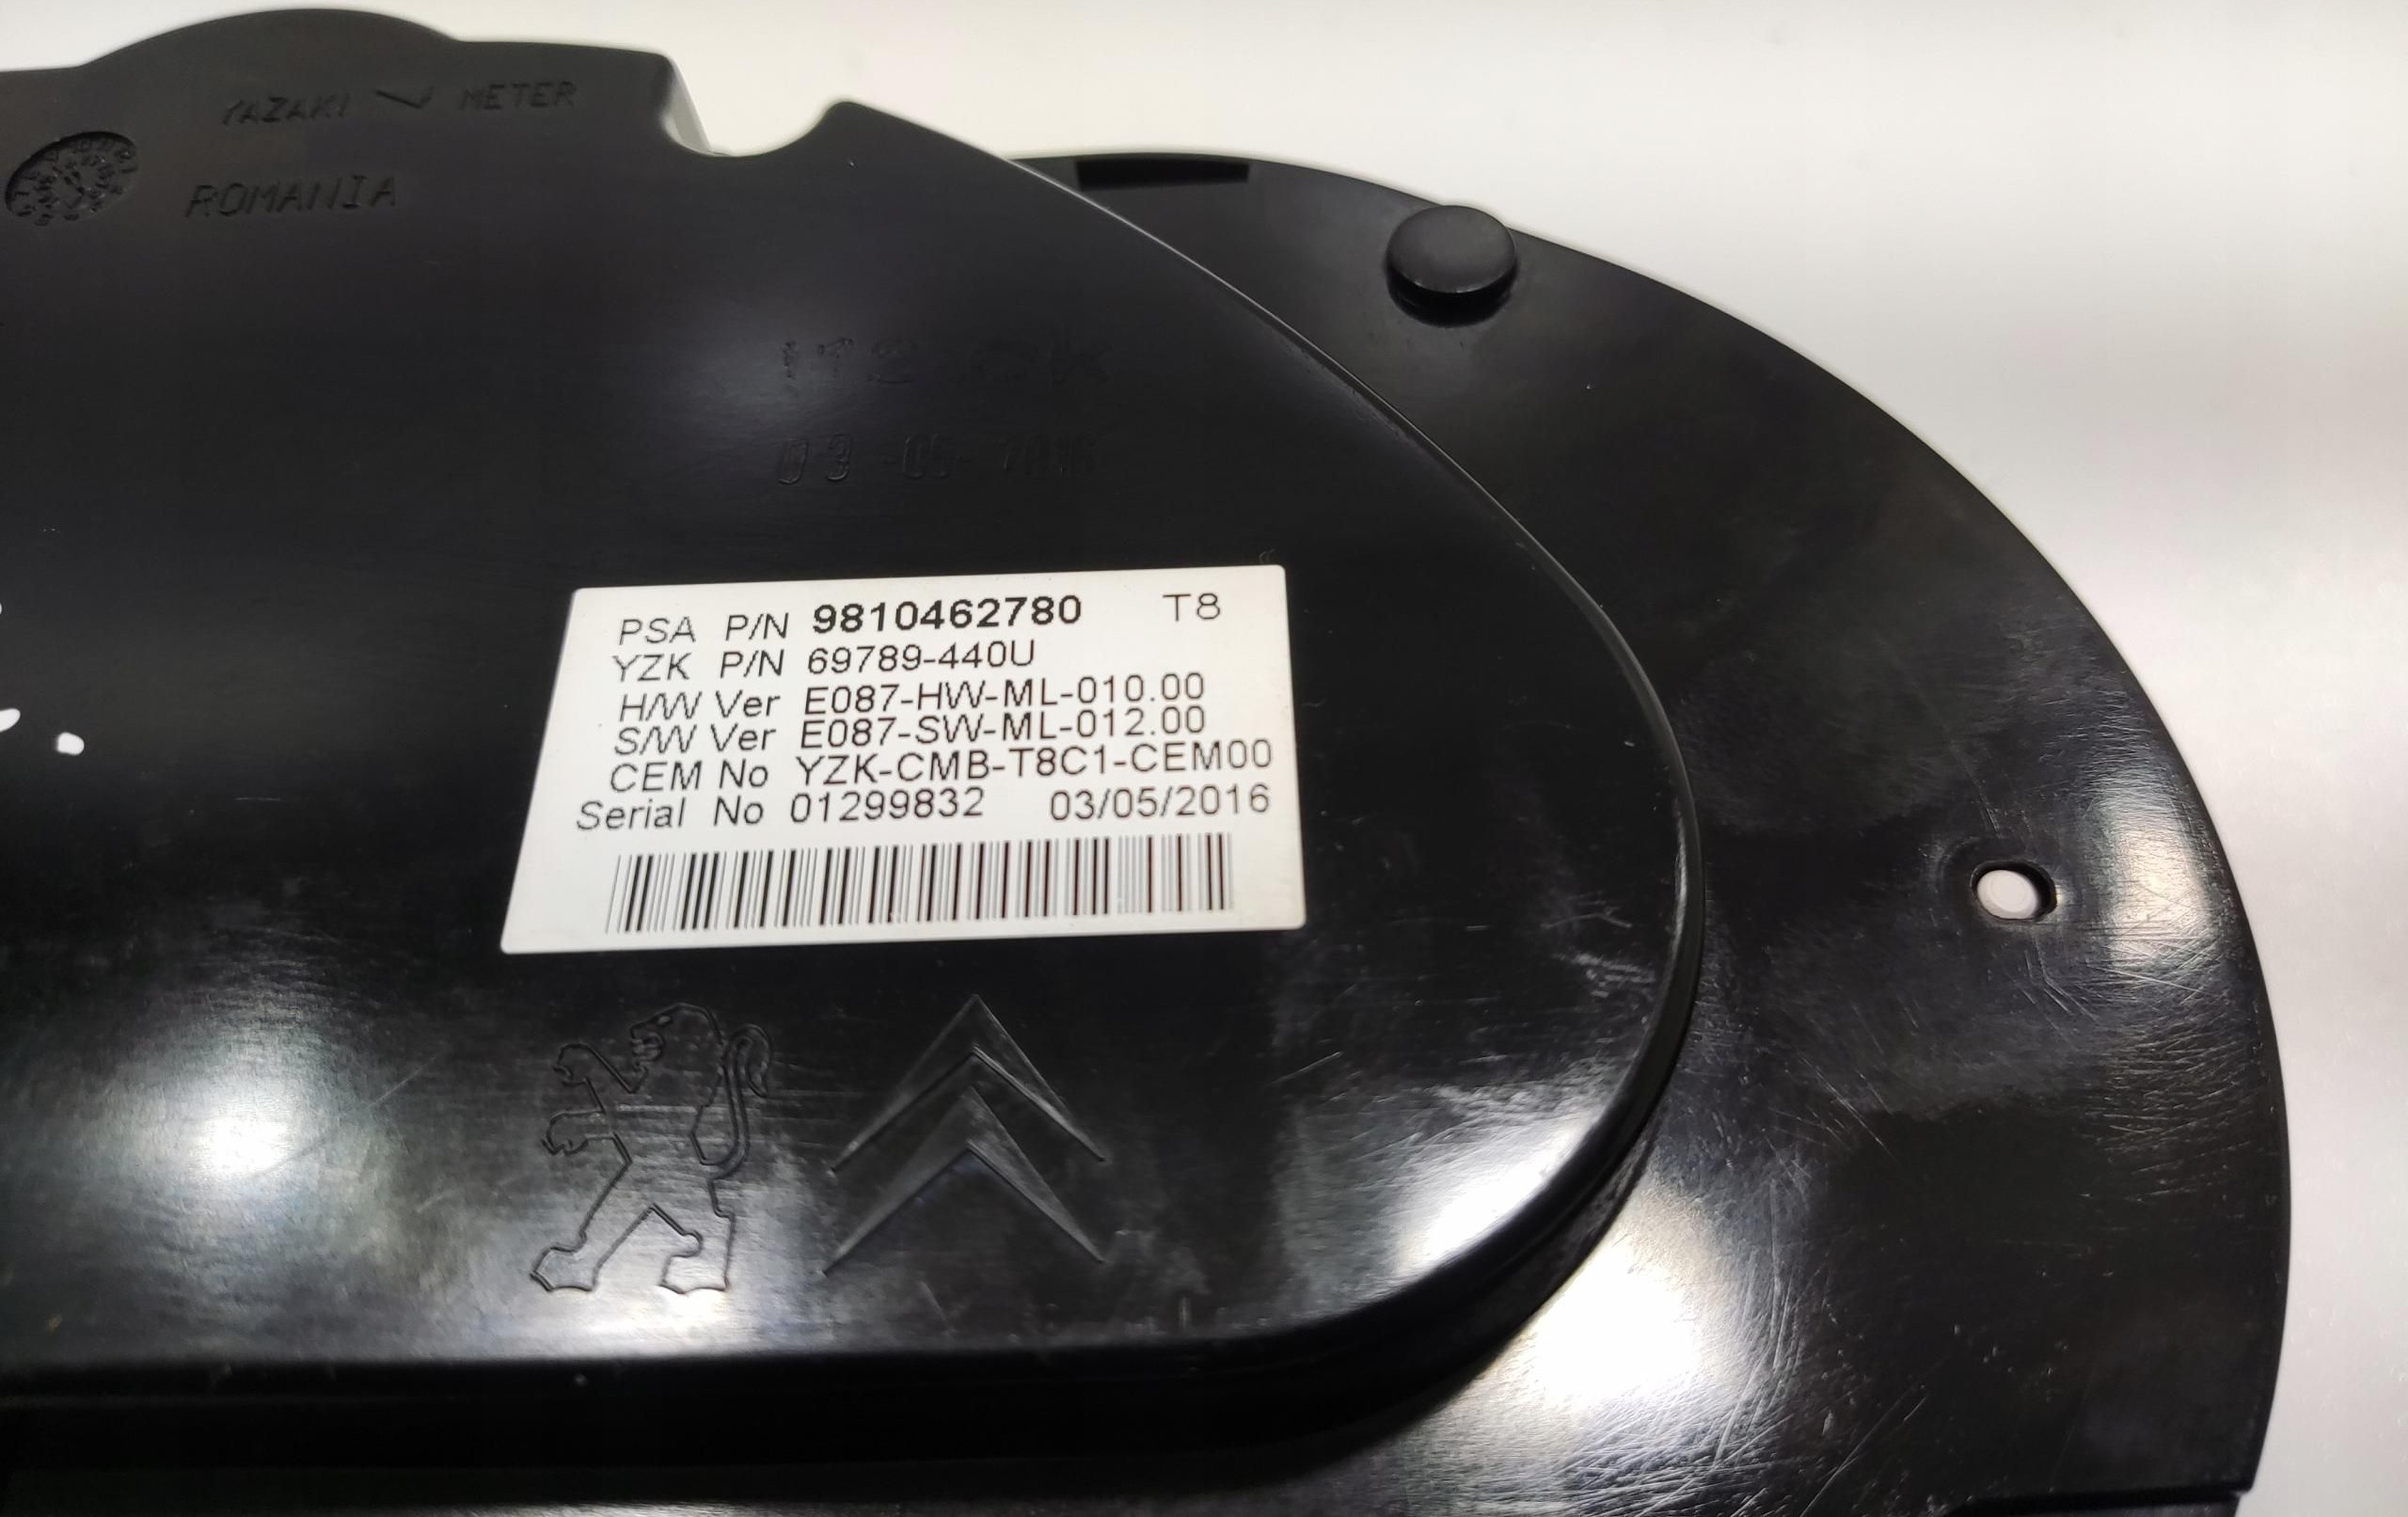 YAZAKI METER
ROMANIA
PSA P/N 9810462780 T8
YZK P/N 69789-440U
H/W Ver E087-HW-ML-010.00
S/W Ver E087-SW-ML-012.00
CEM No YZK-CMB-T8C1-CEM00
Serial No 01299832 03/05/2016